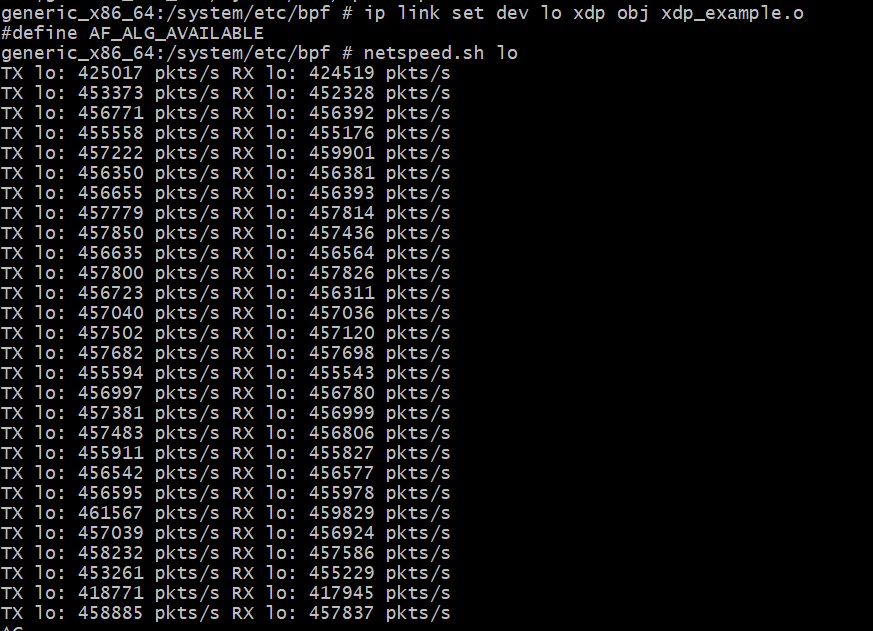 generic_x86_64:/system/etc/bpf # ip link set dev lo xdp obj xdp_example.o
#define AF_ALG_AVAILABLE
generic_x86_64:/system/etc/bpf # netspeed.sh lo
TX lo: 425017 pkts/s RX lo: 424519 pkts/s
TX lo: 453373 pkts/s RX lo: 452328 pkts/s
TX lo: 456771 pkts/s RX lo: 456392 pkts/s
TX lo: 455558 pkts/s RX lo: 455176 pkts/s
TX lo: 457222 pkts/s RX lo: 459901 pkts/s
TX lo: 456350 pkts/s RX lo: 456381 pkts/s
TX lo: 456655 pkts/s RX lo: 456393 pkts/s
TX lo: 457779 pkts/s RX lo: 457814 pkts/s
TX lo: 457850 pkts/s RX lo: 457436 pkts/s
TX lo: 456635 pkts/s RX lo: 456564 pkts/s
TX lo: 457800 pkts/s RX lo: 457826 pkts/s
TX lo: 456723 pkts/s RX lo: 456311 pkts/s
TX lo: 457040 pkts/s RX lo: 457036 pkts/s
TX lo: 457502 pkts/s RX lo: 457120 pkts/s
TX lo: 457682 pkts/s RX lo: 457698 pkts/s
TX lo: 455594 pkts/s RX lo: 455543 pkts/s
TX lo: 456997 pkts/s RX lo: 456780 pkts/s
TX lo: 457381 pkts/s RX lo: 456999 pkts/s
TX lo: 457483 pkts/s RX lo: 456806 pkts/s
TX lo: 455911 pkts/s RX lo: 455827 pkts/s
TX lo: 456542 pkts/s RX lo: 456577 pkts/s
TX lo: 456595 pkts/s RX lo: 455978 pkts/s
TX lo: 461567 pkts/s RX lo: 459829 pkts/s
TX lo: 457039 pkts/s RX lo: 456924 pkts/s
TX lo: 458232 pkts/s RX lo: 457586 pkts/s
TX lo: 453261 pkts/s RX lo: 455229 pkts/s
TX lo: 418771 pkts/s RX lo: 417945 pkts/s
TX lo: 458885 pkts/s RX lo: 457837 pkts/s